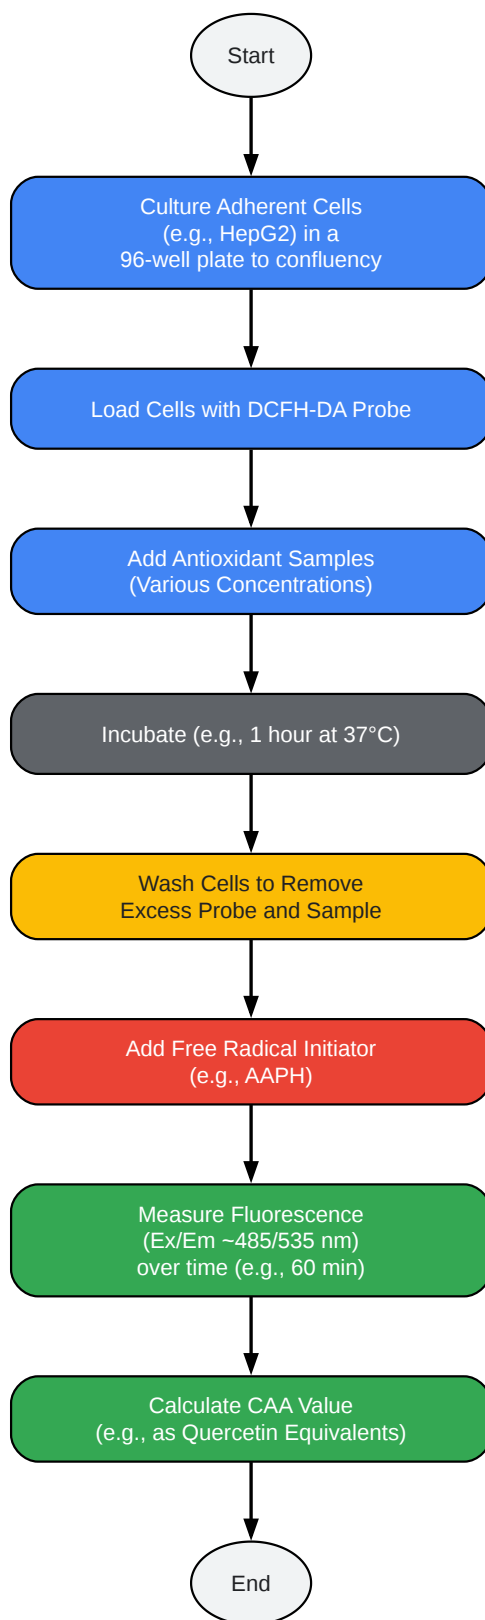 Start
Culture Adherent Cells
(e.g., HepG2) in a
96-well plate to confluency
Load Cells with DCFH-DA Probe
Add Antioxidant Samples
(Various Concentrations)
Incubate (e.g., 1 hour at 37°C)
Wash Cells to Remove
Excess Probe and Sample
Add Free Radical Initiator
(e.g., AAPH)
Measure Fluorescence
(Ex/Em ~485/535 nm)
over time (e.g., 60 min)
Calculate CAA Value
(e.g., as Quercetin Equivalents)
End